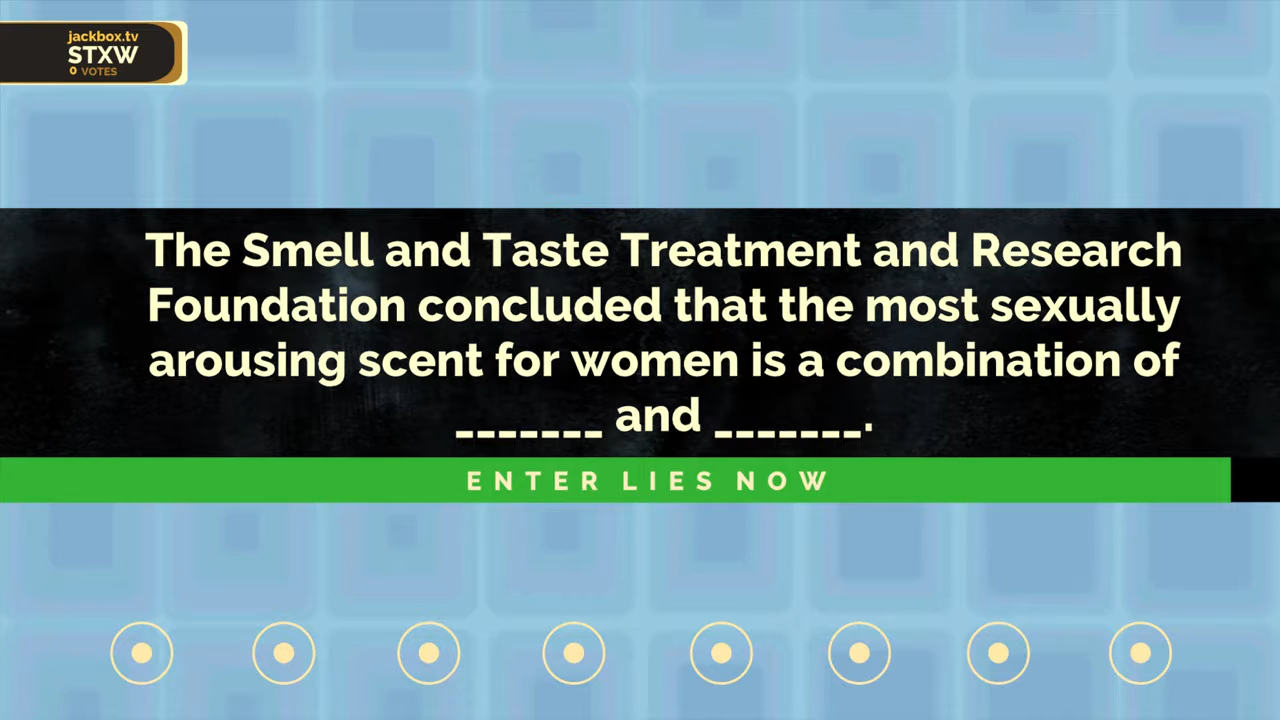 jackbox.tv
STXW
0 VOTES
The Smell and Taste Treatment and Research
Foundation concluded that the most sexually
arousing scent for women is a combination of
_______ and _______.
ENTER LIES NOW